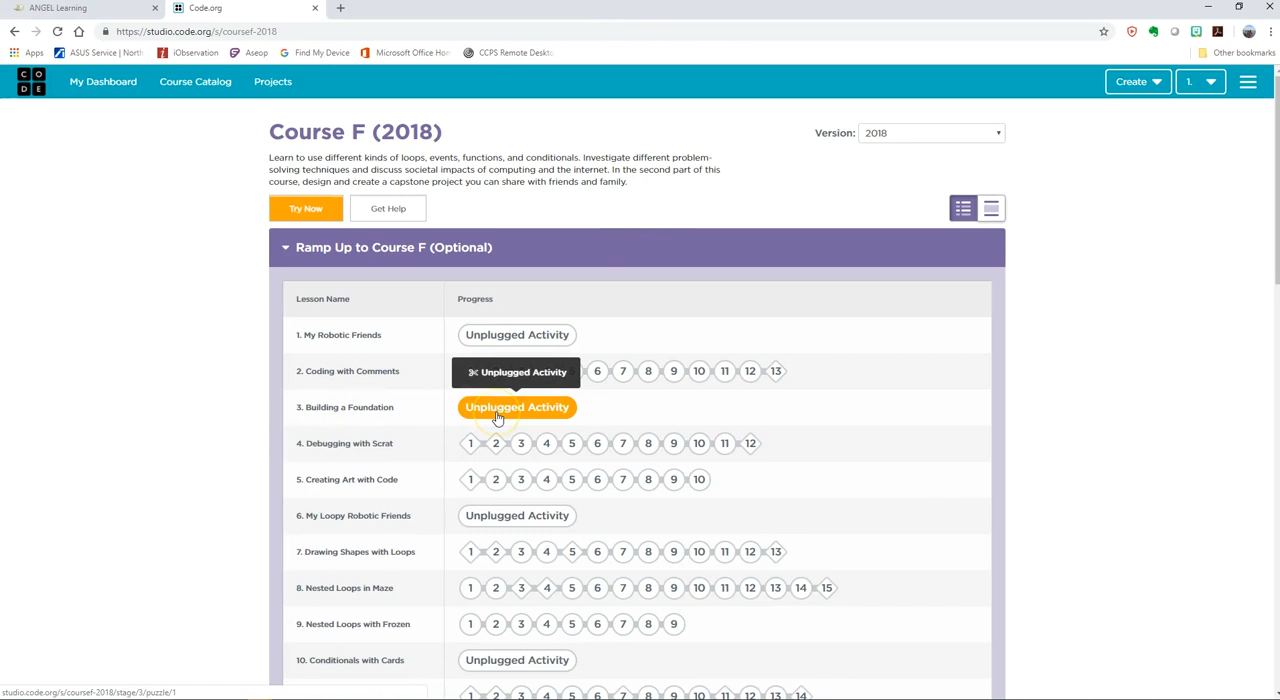 ANGEL Learning
Code.org
https://studio.code.org/s/coursef-2018
Apps
ASUS Service | North
iObservation
Aesop
Find My Device
Microsoft Office Hom
CCPS Remote Deskto
Other bookmarks
CODE
My Dashboard
Course Catalog
Projects
Create
1.
Course F (2018)
Version:
2018
Learn to use different kinds of loops, events, functions, and conditionals. Investigate different problem-
solving techniques and discuss societal impacts of computing and the internet. In the second part of this
course, design and create a capstone project you can share with friends and family.
Try Now
Get Help
Ramp Up to Course F (Optional)
Lesson Name
Progress
1. My Robotic Friends
Unplugged Activity
2. Coding with Comments
Unplugged Activity
6 7 8 9 10 11 12 13
3. Building a Foundation
Unplugged Activity
4. Debugging with Scrat
1 2 3 4 5 6 7 8 9 10 11 12
5. Creating Art with Code
1 2 3 4 5 6 7 8 9 10
6. My Loopy Robotic Friends
Unplugged Activity
7. Drawing Shapes with Loops
1 2 3 4 5 6 7 8 9 10 11 12 13
8. Nested Loops in Maze
1 2 3 4 5 6 7 8 9 10 11 12 13 14 15
9. Nested Loops with Frozen
1 2 3 4 5 6 7 8 9
10. Conditionals with Cards
Unplugged Activity
1 2 3 4 5 6 7 8 9 10 11 12 13 14
studio.code.org/s/coursef-2018/stage/3/puzzle/1